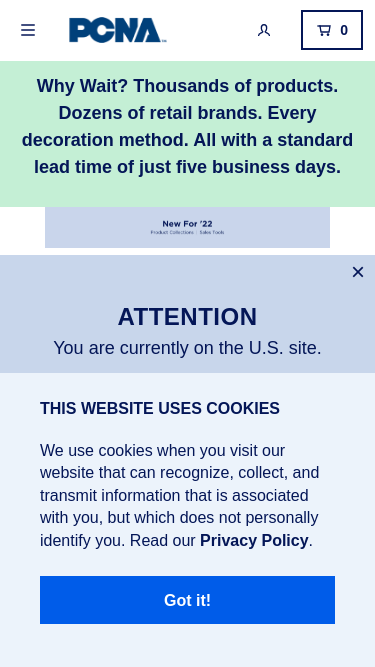 PCNA
0
Why Wait? Thousands of products.
Dozens of retail brands. Every
decoration method. All with a standard
lead time of just five business days.
New For '22
Product Collections Sales Tools
ATTENTION
You are currently on the U.S. site.
THIS WEBSITE USES COOKIES
We use cookies when you visit our
website that can recognize, collect, and
transmit information that is associated
with you, but which does not personally
identify you. Read our Privacy Policy.
Got it!